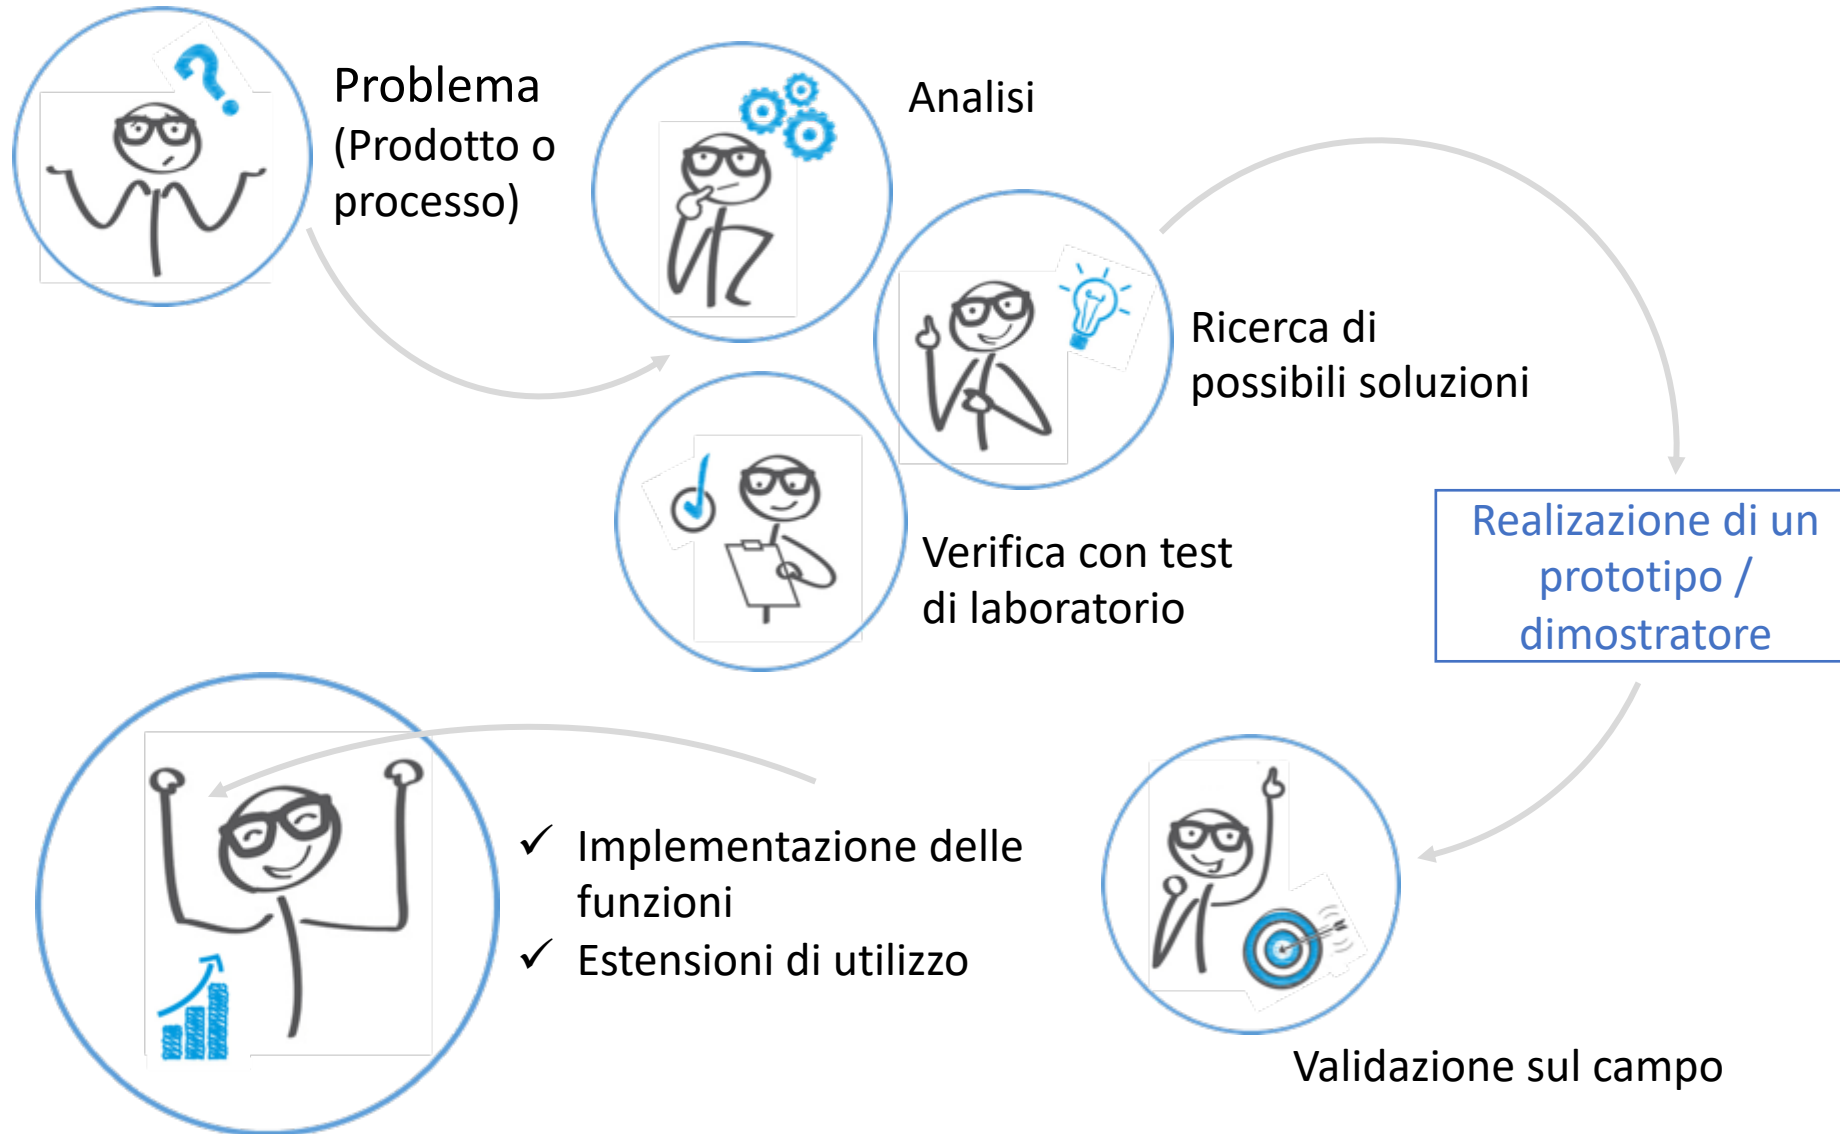 Problema
(Prodotto o
processo)
Analisi
Ricerca di
possibili soluzioni
Verifica con test
di laboratorio
Realizazione di un
prototipo /
dimostratore
✓ Implementazione delle
funzioni
✓ Estensioni di utilizzo
Validazione sul campo